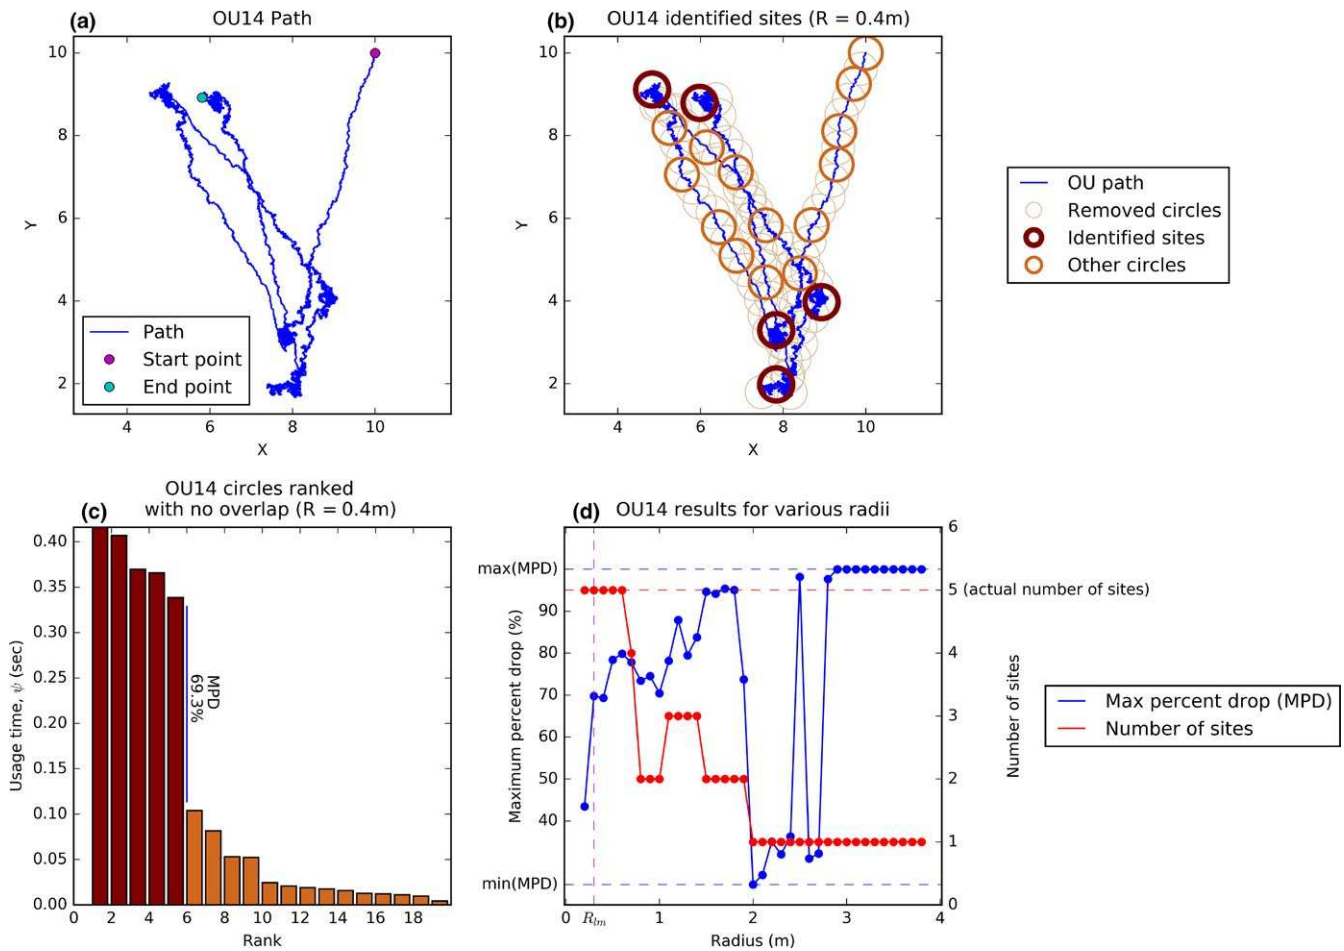 (a) OU14 Path
10
8
6
4
2
Y
Path
Start point
End point
4 6 8 10
X
(b) OU14 identified sites (R = 0.4m)
10
8
6
4
2
Y
4 6 8 10
X
OU path
Removed circles
Identified sites
Other circles
OU14 circles ranked
(c) with no overlap (R = 0.4m)
0.40
0.35
0.30
0.25
0.20
0.15
0.10
0.05
0.00
Usage time, ψ (sec)
MPD
69.3%
2 4 6 8 10 12 14 16 18
Rank
(d) OU14 results for various radii
max(MPD)
90
80
70
60
50
40
min(MPD)
Maximum percent drop (%)
6
5 (actual number of sites)
4
3
2
1
0
Number of sites
0 R_lm 1 2 3 4
Radius (m)
Max percent drop (MPD)
Number of sites